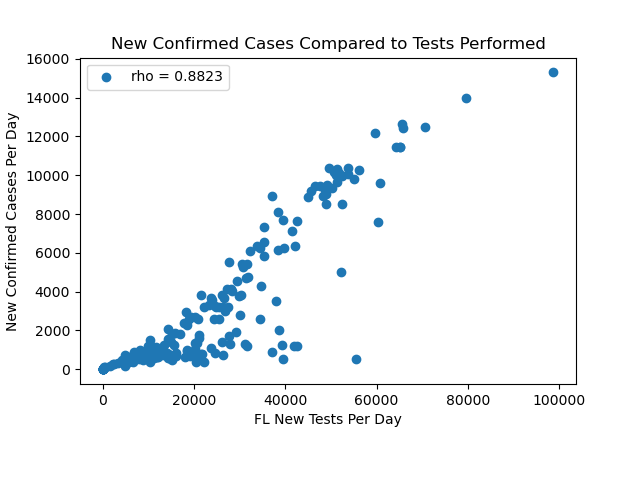 New Confirmed Cases Compared to Tests Performed
rho = 0.8823
New Confirmed Caeses Per Day
16000
14000
12000
10000
8000
6000
4000
2000
0
0 20000 40000 60000 80000 100000
FL New Tests Per Day